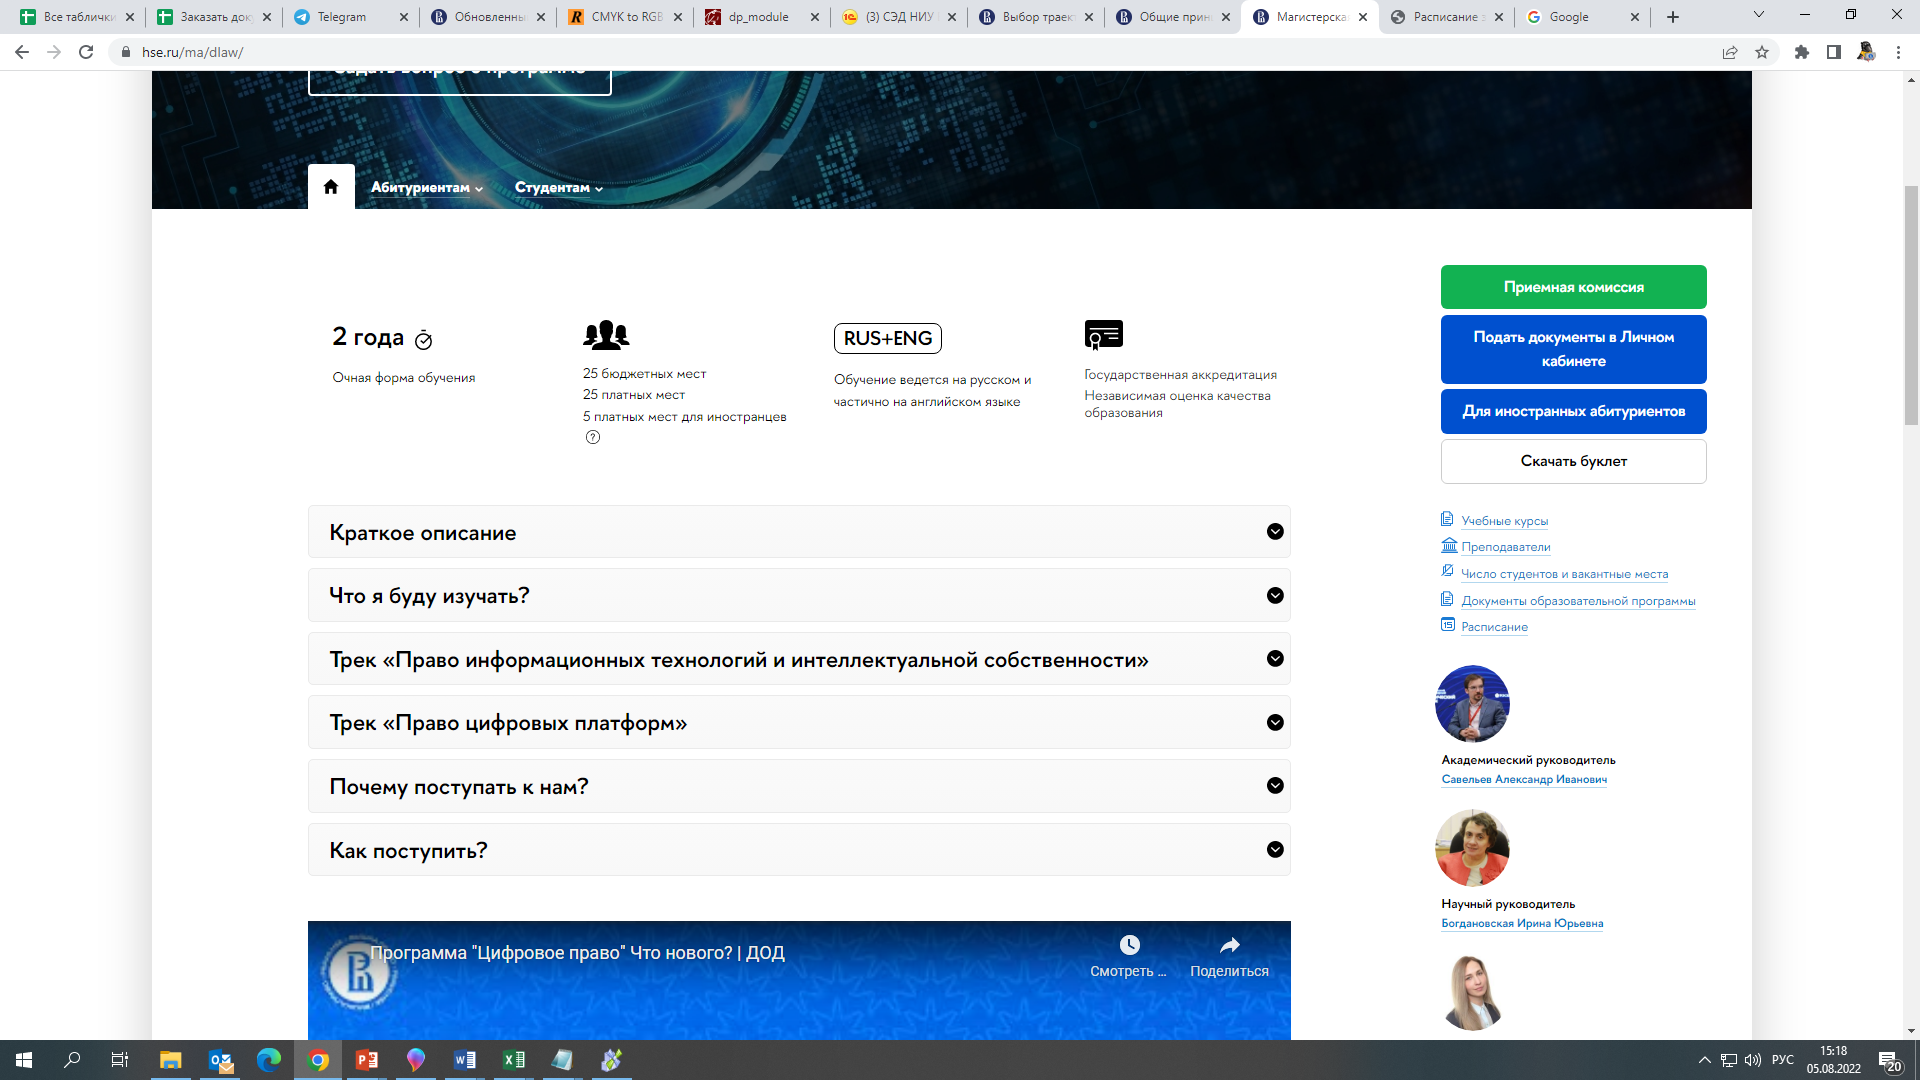 Все таблички
Заказать док
Telegram
Обновленны
CMYK to RGB
dp_module
(3) СЭД НИУ
Выбор траект
Общие прин
Магистерска
Расписание з
Google
hse.ru/ma/dlaw/
Задать вопрос о программе
Абитуриентам
Студентам
2 года
Очная форма обучения
25 бюджетных мест
25 платных мест
5 платных мест для иностранцев
?
RUS+ENG
Обучение ведется на русском и
частично на английском языке
Государственная аккредитация
Независимая оценка качества
образования
Краткое описание
Что я буду изучать?
Трек «Право информационных технологий и интеллектуальной собственности»
Трек «Право цифровых платформ»
Почему поступать к нам?
Как поступить?
Программа "Цифровое право" Что нового? | ДОД
Смотреть ...
Поделиться
Приемная комиссия
Подать документы в Личном
кабинете
Для иностранных абитуриентов
Скачать буклет
Учебные курсы
Преподаватели
Число студентов и вакантные места
Документы образовательной программы
15 Расписание
Академический руководитель
Савельев Александр Иванович
Научный руководитель
Богдановская Ирина Юрьевна
РУС
15:18
05.08.2022
20